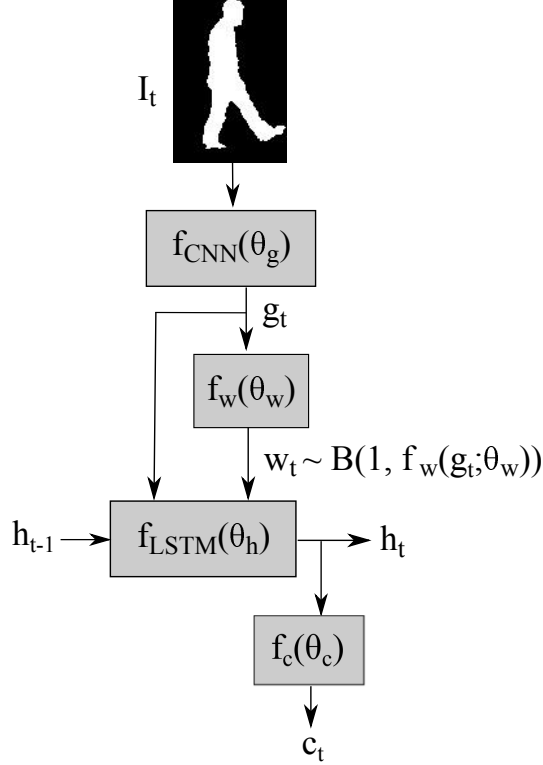 I_t
f_CNN(θ_g)
g_t
f_w(θ_w)
w_t ~ B(1, f_w(g_t;θ_w))
h_t-1
f_LSTM(θ_h)
h_t
f_c(θ_c)
c_t